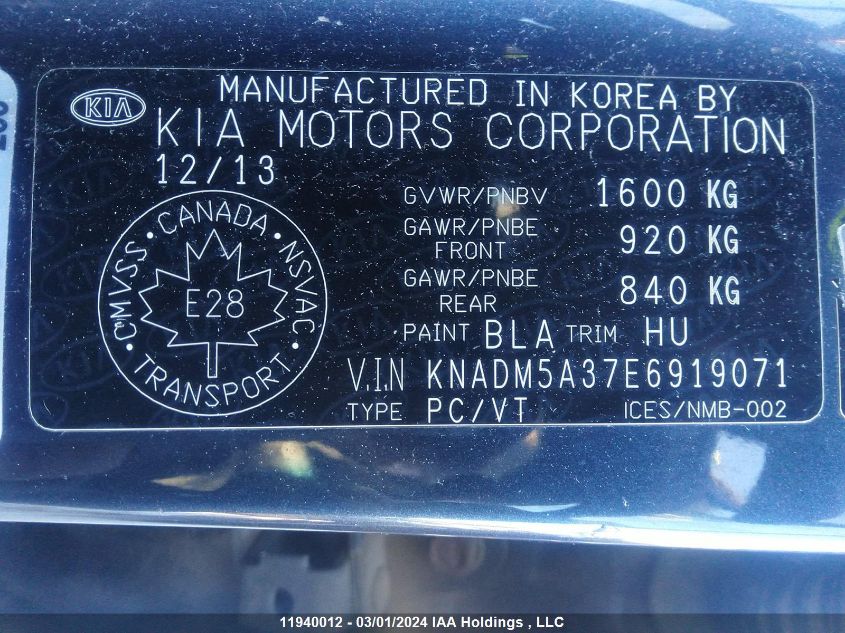 KIA
MANUFACTURED IN KOREA BY
KIA MOTORS CORPORATION
12/13
GVWR/PNBV 1600 KG
GAWR/PNBE FRONT 920 KG
GAWR/PNBE REAR 840 KG
PAINT BLA TRIM HU
V.I.N KNADM5A37E6919071
TYPE PC/VT ICES/NMB-002
CMVSS • CANADA • NSVAC • TRANSPORT •
E28
11940012 - 03/01/2024 IAA Holdings , LLC